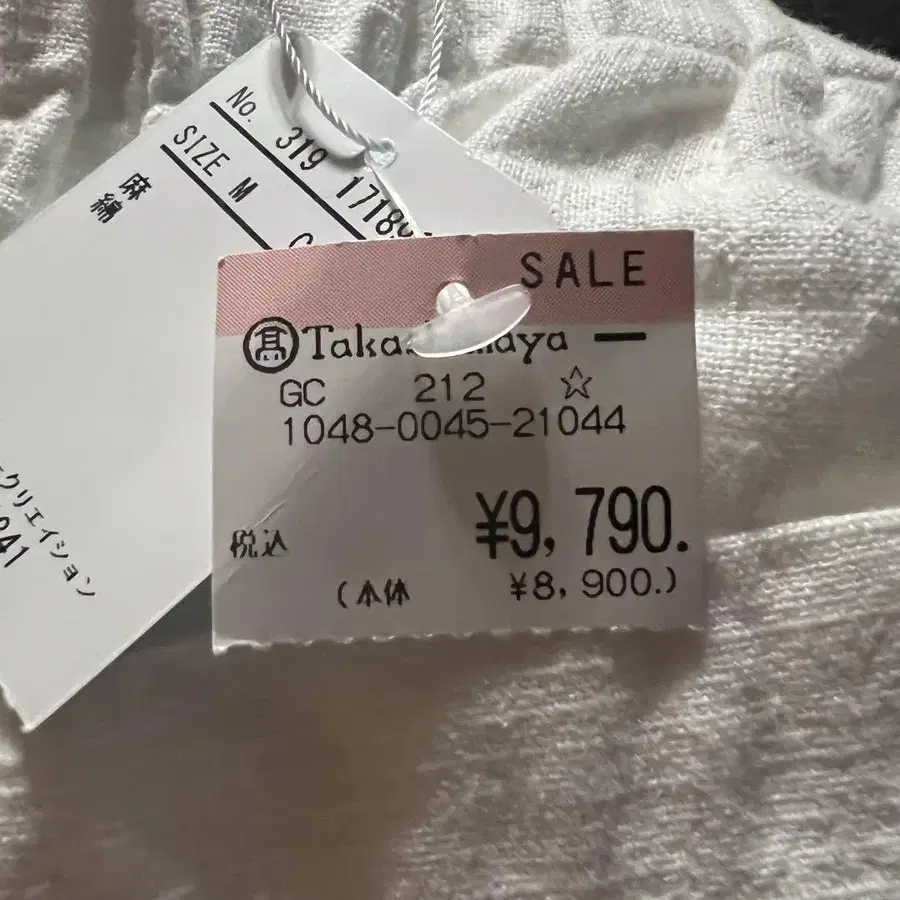 No. 319
SIZE M
麻
綿
クリエイション
SALE
髙
GC 212 ☆
1048-0045-21044
税込 ¥9,790.
(本体 ¥8,900.)